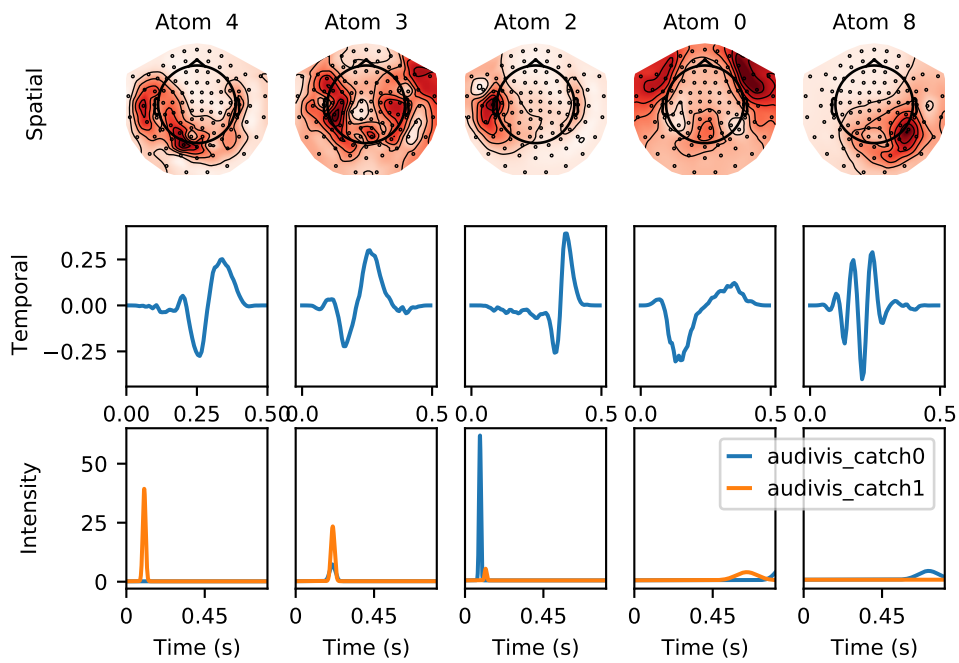 Atom 4 Atom 3 Atom 2 Atom 0 Atom 8
Spatial
Temporal
0.25
0.00
−0.25
0.00 0.25 0.50 0.0 0.5 0.0 0.5 0.0 0.5 0.0 0.5
Intensity
50
25
0
audivis_catch0
audivis_catch1
0 0.45 0 0.45 0 0.45 0 0.45 0 0.45
Time (s) Time (s) Time (s) Time (s) Time (s)